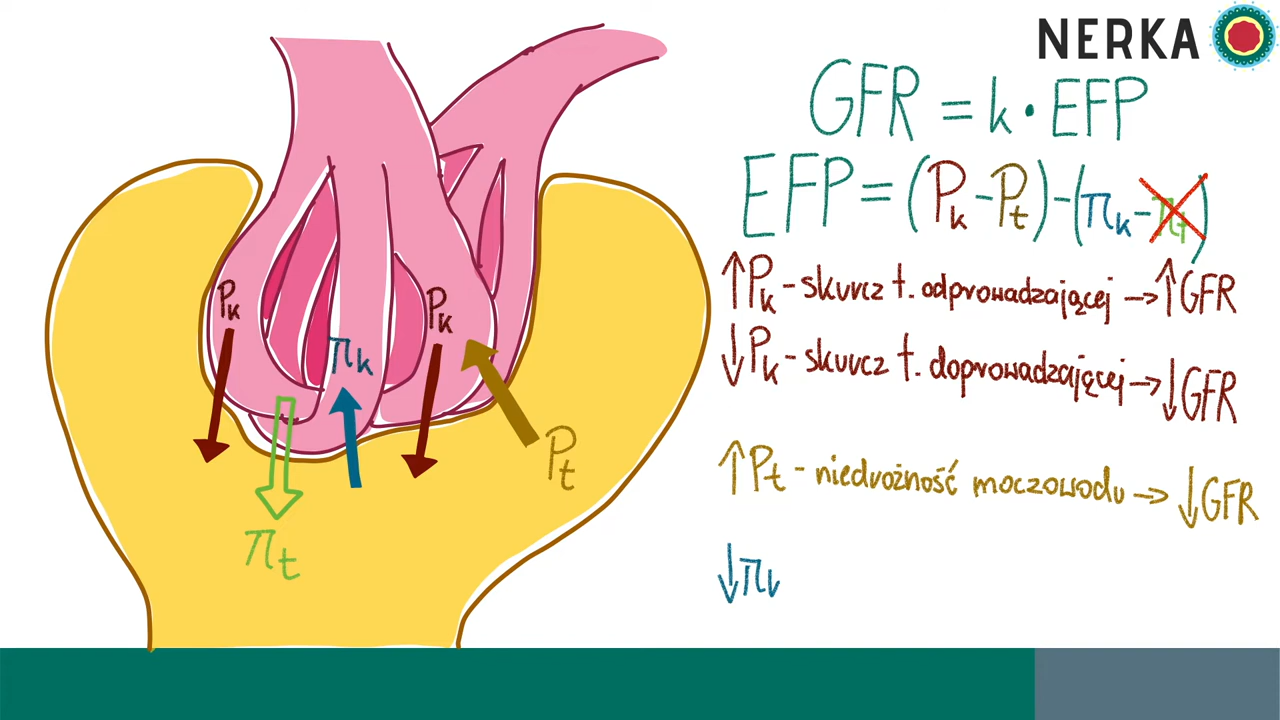 NERKA
GFR = k · EFP
EFP = (Pk - Pt) - (πk - πt)
↑Pk - skurcz t. odprowadzającej → ↑GFR
↓Pk - skurcz t. doprowadzającej → ↓GFR
↑Pt - niedrożność moczowodu → ↓GFR
↓π
Pk
Pk
πk
Pt
πt